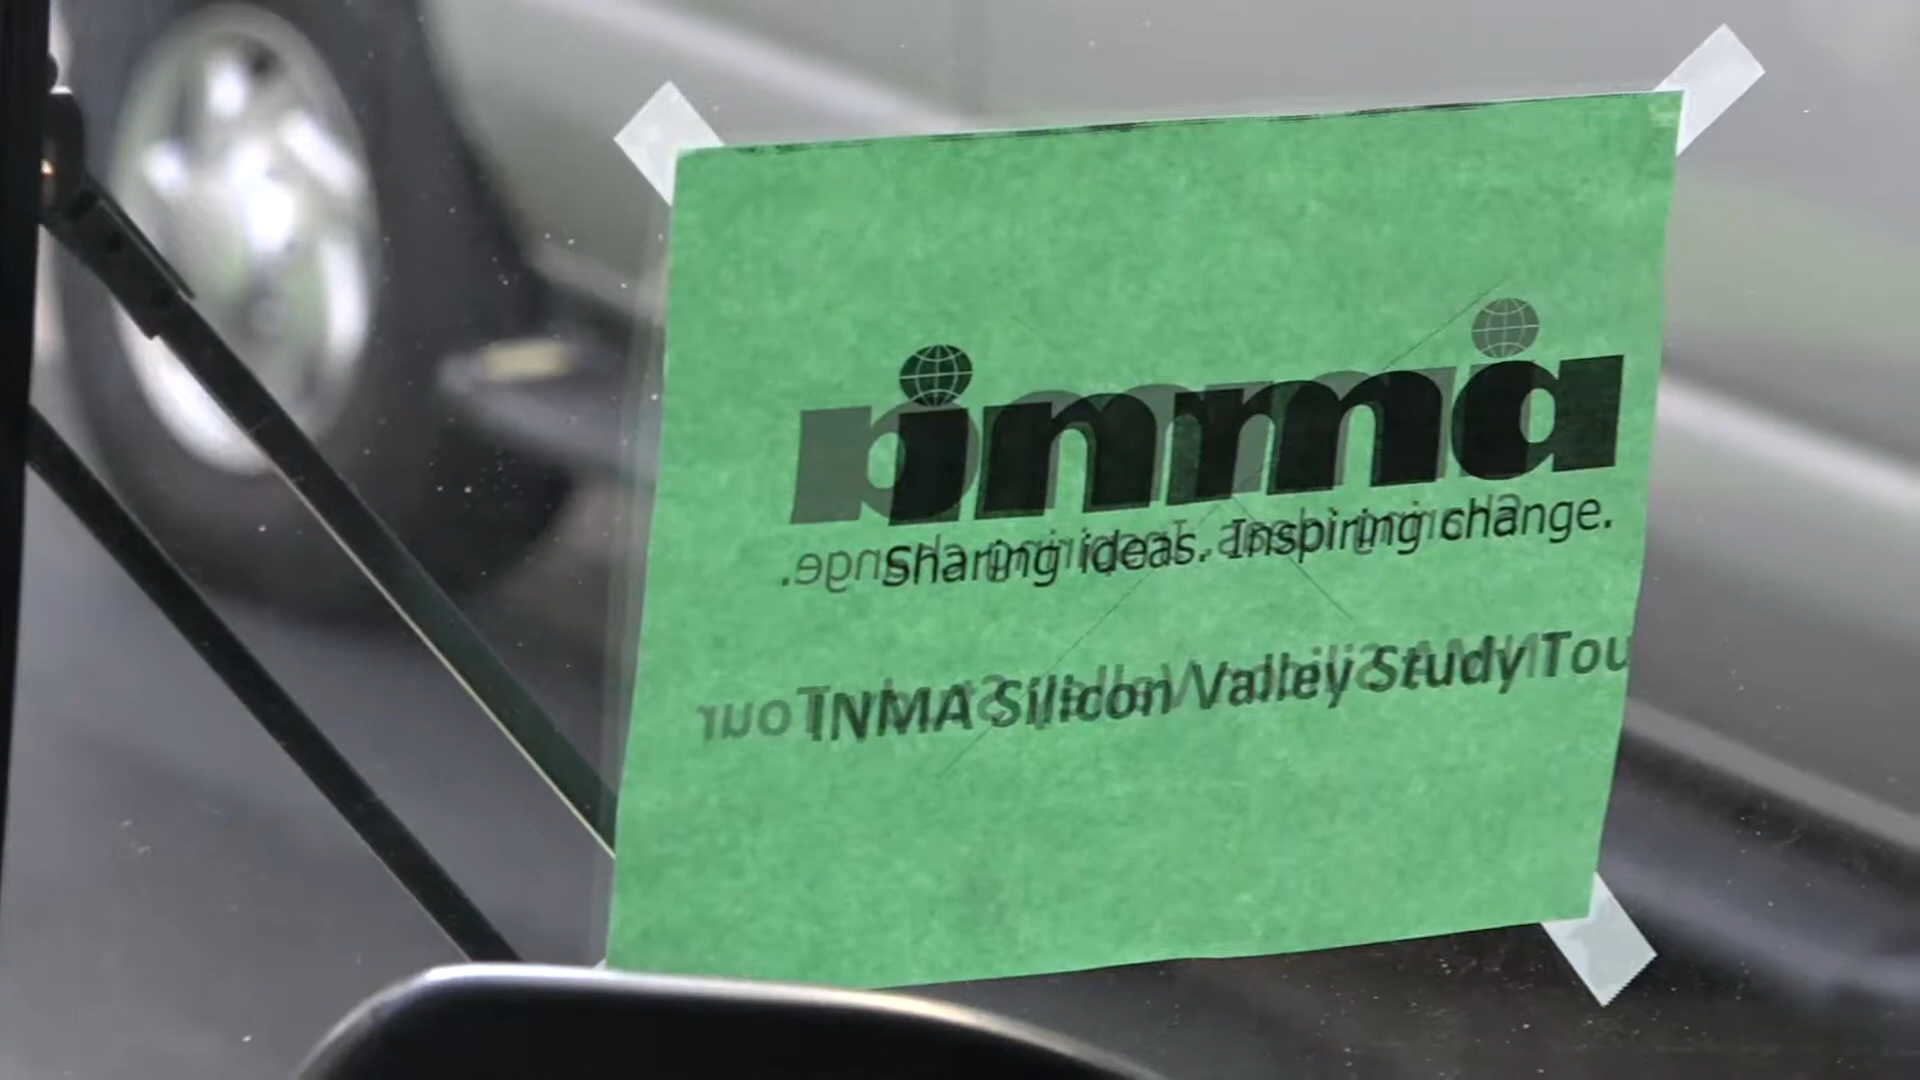 inma
Sharing ideas. Inspiring change.
INMA Silicon Valley Study Tou